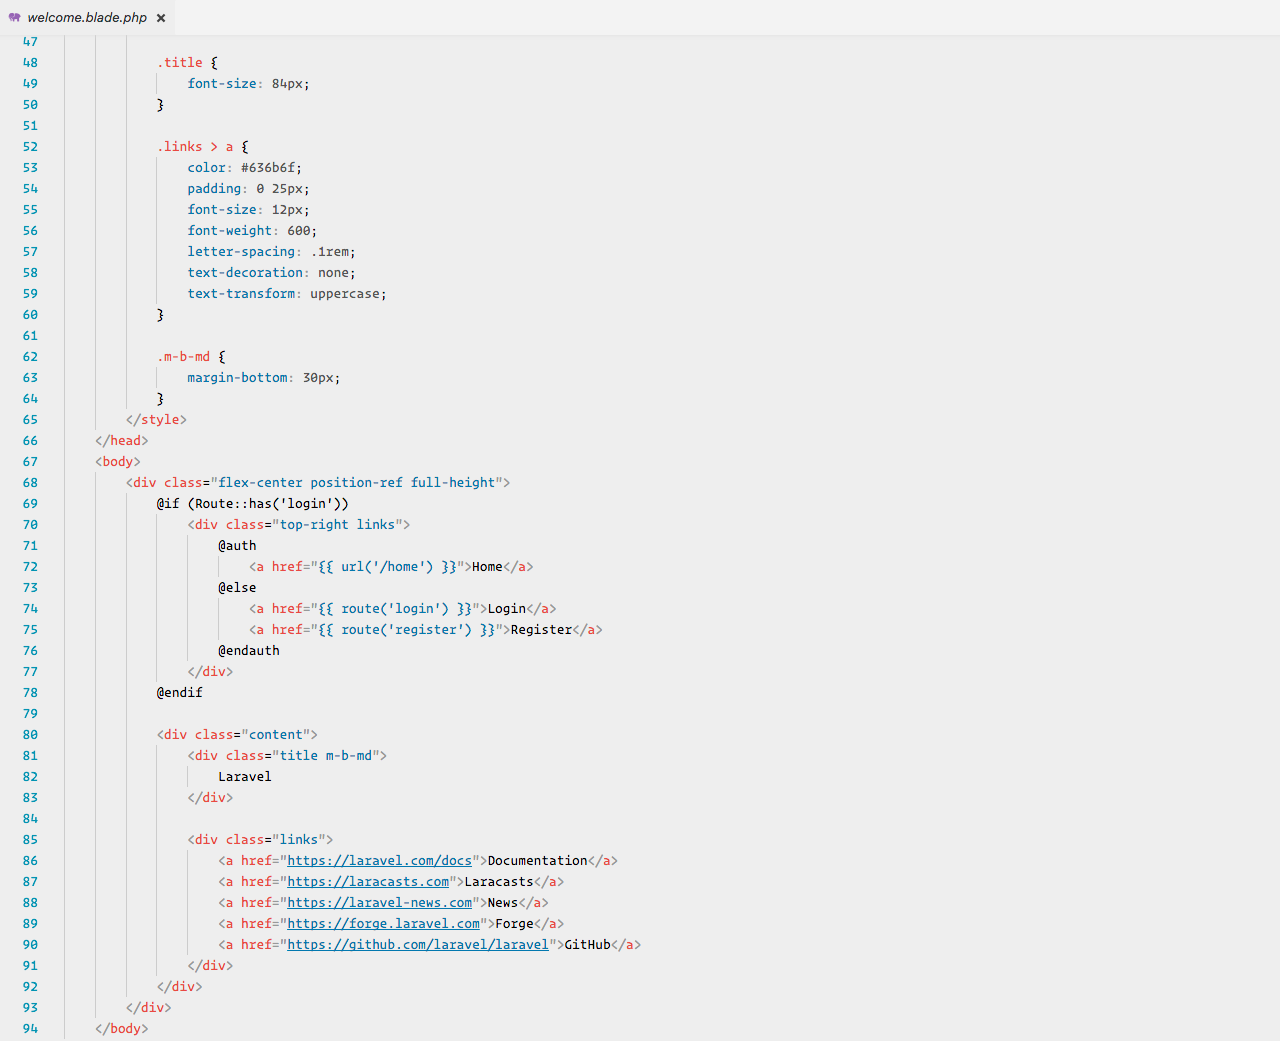 welcome.blade.php ×
47
48 .title {
49 font-size: 84px;
50 }
51
52 .links > a {
53 color: #636b6f;
54 padding: 0 25px;
55 font-size: 12px;
56 font-weight: 600;
57 letter-spacing: .1rem;
58 text-decoration: none;
59 text-transform: uppercase;
60 }
61
62 .m-b-md {
63 margin-bottom: 30px;
64 }
65 </style>
66 </head>
67 <body>
68 <div class="flex-center position-ref full-height">
69 @if (Route::has('login'))
70 <div class="top-right links">
71 @auth
72 <a href="{{ url('/home') }}">Home</a>
73 @else
74 <a href="{{ route('login') }}">Login</a>
75 <a href="{{ route('register') }}">Register</a>
76 @endauth
77 </div>
78 @endif
79
80 <div class="content">
81 <div class="title m-b-md">
82 Laravel
83 </div>
84
85 <div class="links">
86 <a href="https://laravel.com/docs">Documentation</a>
87 <a href="https://laracasts.com">Laracasts</a>
88 <a href="https://laravel-news.com">News</a>
89 <a href="https://forge.laravel.com">Forge</a>
90 <a href="https://github.com/laravel/laravel">GitHub</a>
91 </div>
92 </div>
93 </div>
94 </body>